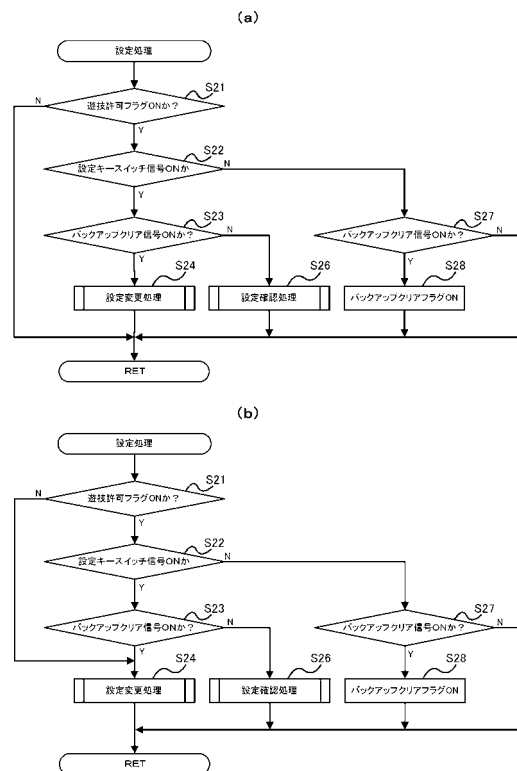 (a)
設定処理
S21
N
遊技許可フラグONか？
Y
S22
設定キースイッチ信号ONか
N
Y
S23
バックアップクリア信号ONか？
N
S27
バックアップクリア信号ONか？
N
Y
S24
設定変更処理
S26
設定確認処理
Y
S28
バックアップクリアフラグON
RET
(b)
設定処理
S21
N
遊技許可フラグONか？
Y
S22
設定キースイッチ信号ONか
N
Y
S23
バックアップクリア信号ONか？
N
S27
バックアップクリア信号ONか？
N
Y
S24
設定変更処理
S26
設定確認処理
Y
S28
バックアップクリアフラグON
RET